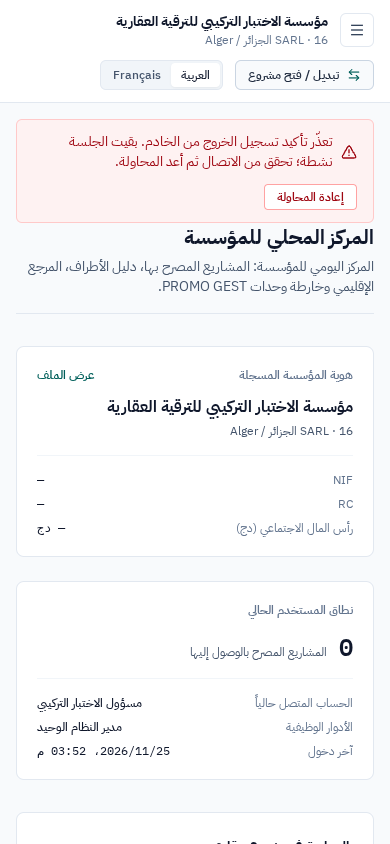 مؤسسة الاختبار التركيبي للترقية العقارية
SARL · 16 الجزائر / Alger
تبديل / فتح مشروع
العربية
Français
تعذّر تأكيد تسجيل الخروج من الخادم. بقيت الجلسة
نشطة؛ تحقق من الاتصال ثم أعد المحاولة.
إعادة المحاولة
المركز المحلي للمؤسسة
المركز اليومي للمؤسسة: المشاريع المصرح بها، دليل الأطراف، المرجع
الإقليمي وخارطة وحدات PROMO GEST.
هوية المؤسسة المسجلة
عرض الملف
مؤسسة الاختبار التركيبي للترقية العقارية
SARL · 16 الجزائر / Alger
NIF —
RC —
رأس المال الاجتماعي (دج) — دج
نطاق المستخدم الحالي
0 المشاريع المصرح بالوصول إليها
الحساب المتصل حالياً مسؤول الاختبار التركيبي
الأدوار الوظيفية مدير النظام الوحيد
آخر دخول 2026/11/25، 03:52 م